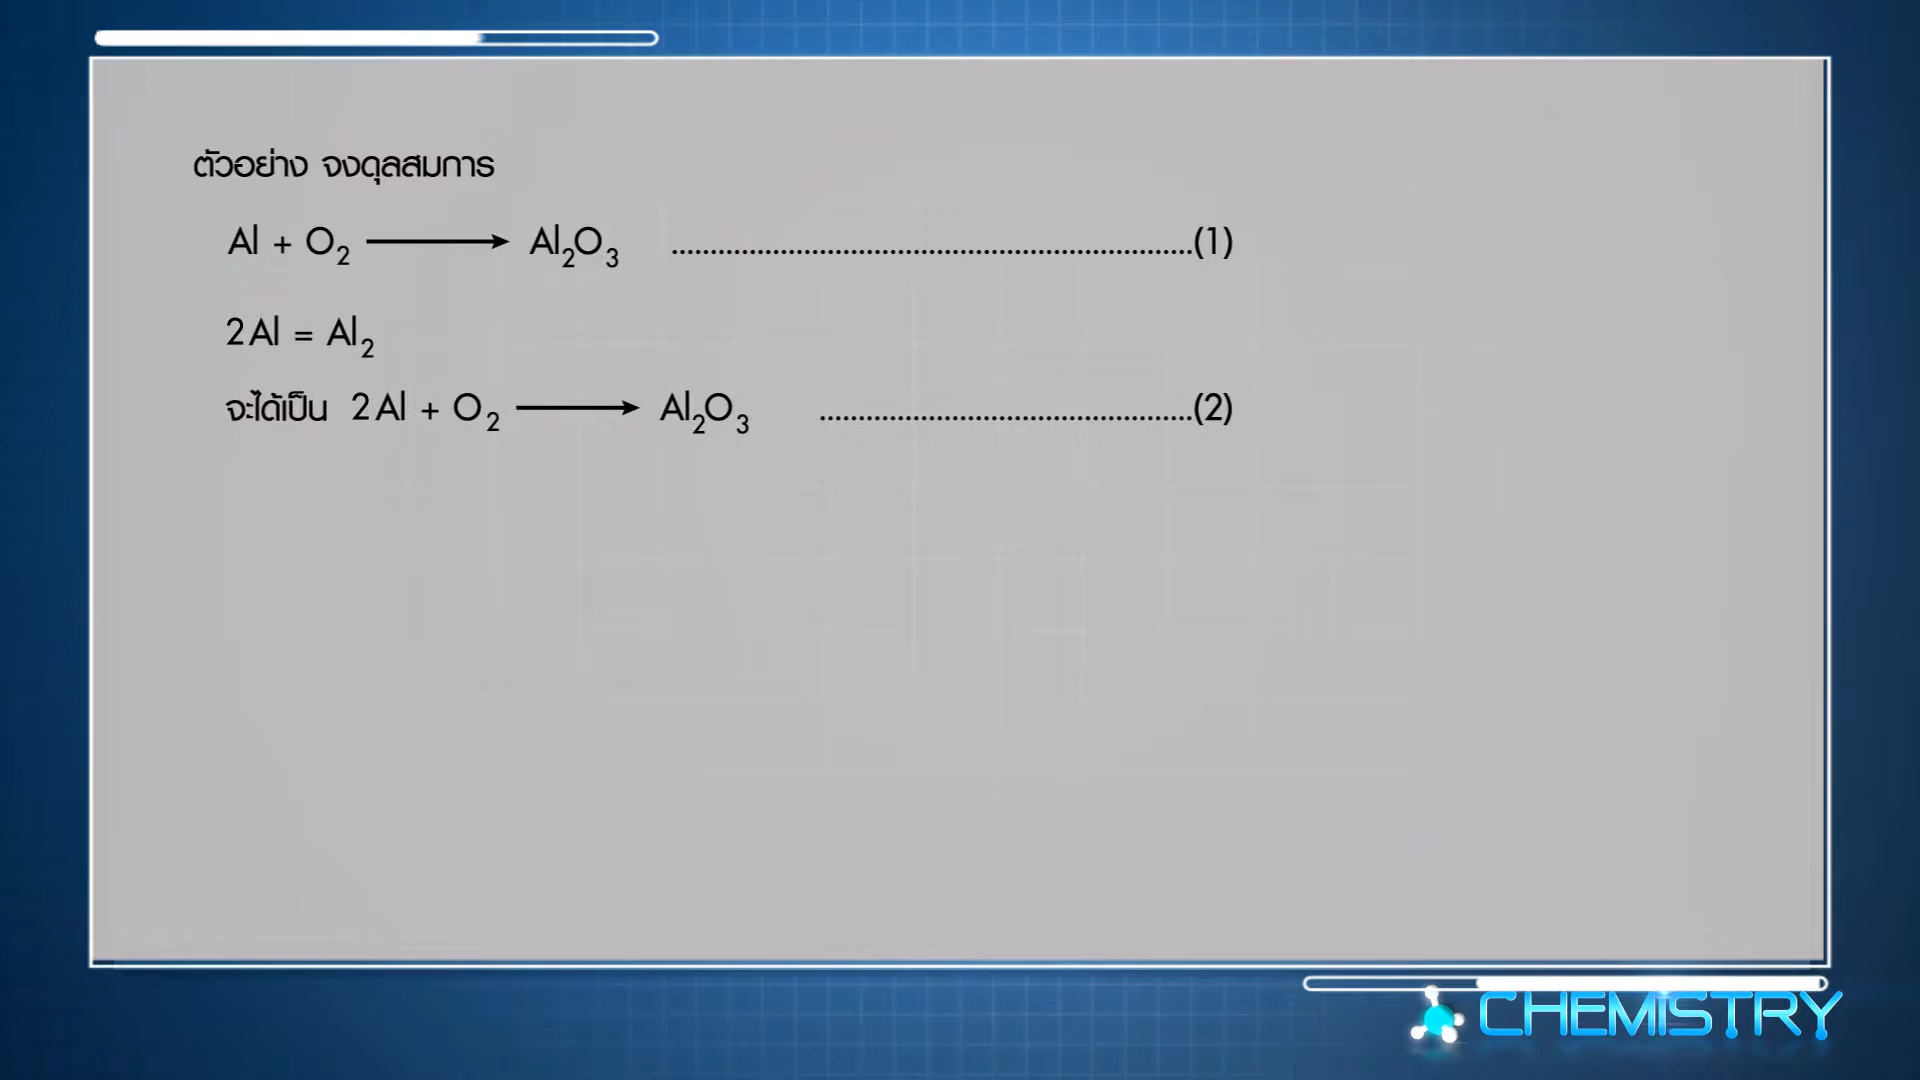 ตัวอย่าง จงดุลสมการ
Al + O₂ ⟶ Al₂O₃ ..................................................................(1)
2Al = Al₂
จะได้เป็น 2Al + O₂ ⟶ Al₂O₃ ................................................(2)
CHEMISTRY